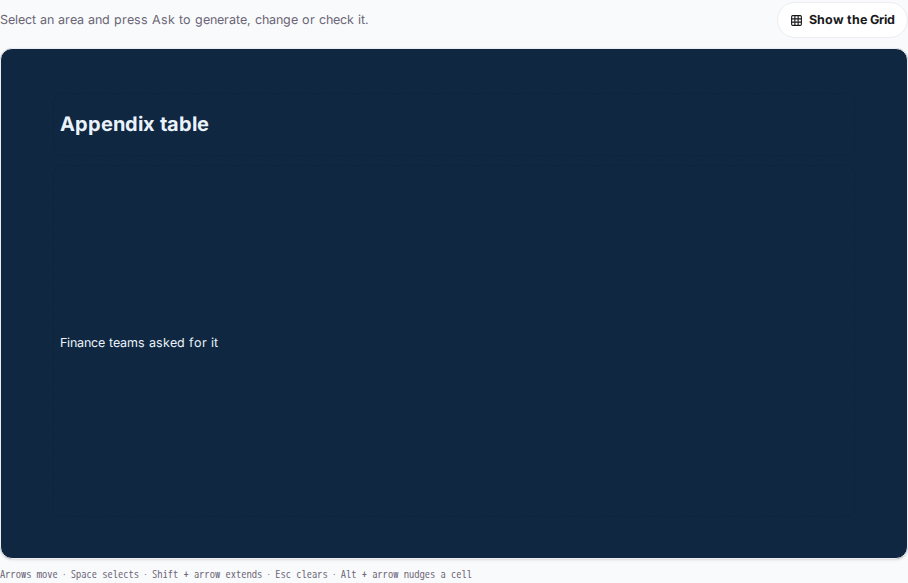 Select an area and press Ask to generate, change or check it.
Show the Grid
Appendix table
Finance teams asked for it
Arrows move · Space selects · Shift + arrow extends · Esc clears · Alt + arrow nudges a cell